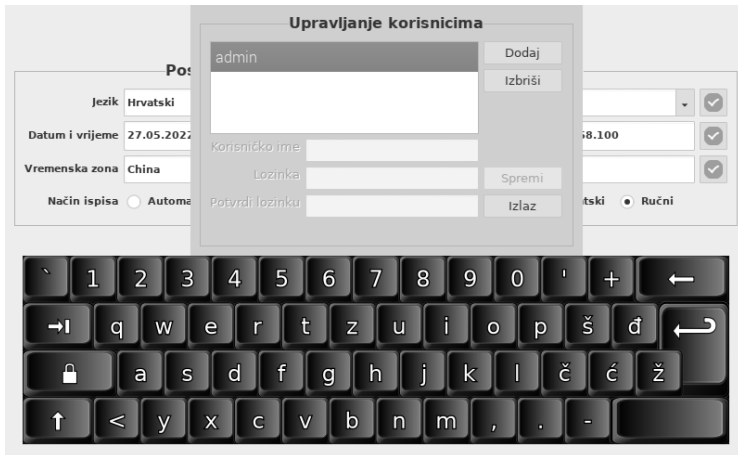 Upravljanje korisnicima
admin
Dodaj
Izbriši
Pos
Jezik Hrvatski
Datum i vrijeme 27.05.2022
58.100
Korisničko ime
Vremenska zona China
Lozinka
Spremi
Način ispisa Automa
Potvrdi lozinku
Izlaz
tski Ručni
` 1 2 3 4 5 6 7 8 9 0 ' + ←
q w e r t z u i o p š đ
a s d f g h j k l č ć ž
< y x c v b n m , . -